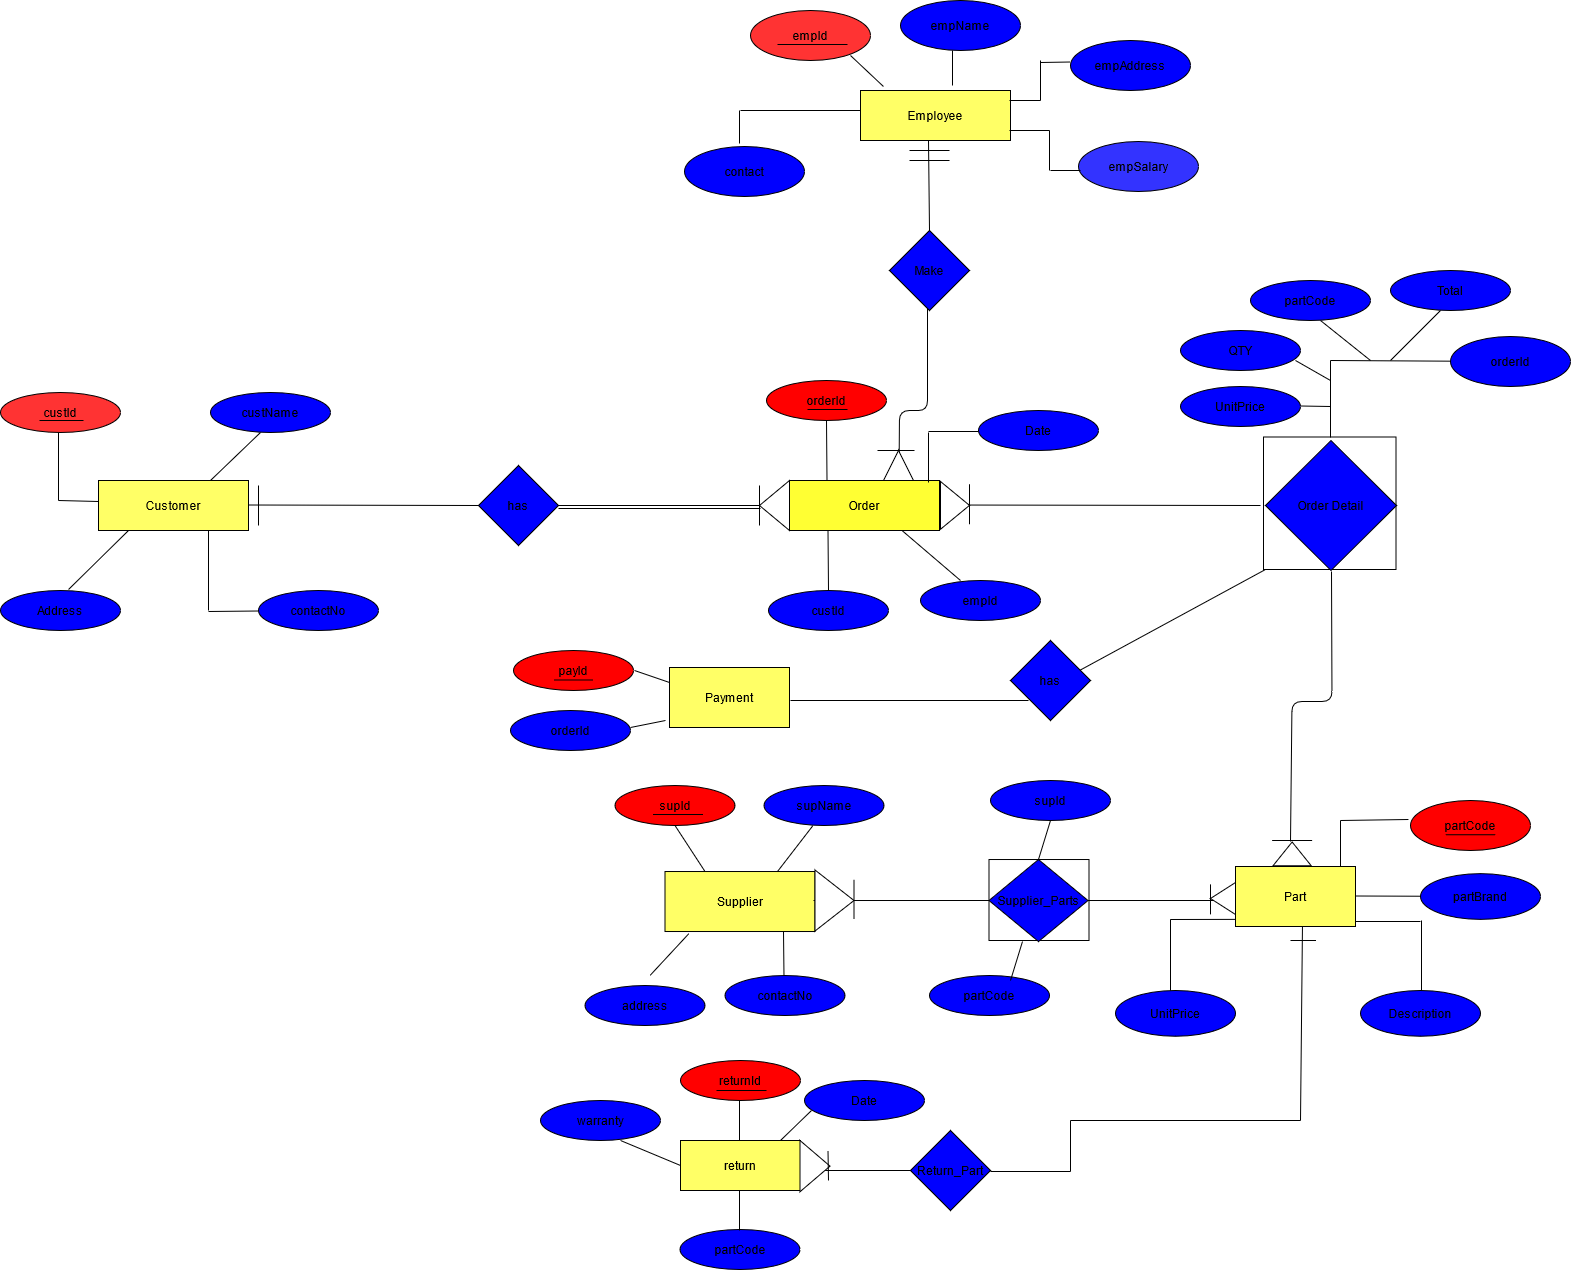 empName
empId
empAddress
Employee
empSalary
contact
Make
Total
partCode
QTY
orderId
UnitPrice
orderId
custId
custName
Date
Customer
has
Order
Order Detail
Address
contactNo
custId
empId
payId
has
Payment
orderId
supId
supName
supId
partCode
Supplier
Supplier_Parts
Part
partBrand
address
contactNo
partCode
UnitPrice
Description
returnId
Date
warranty
return
Return_Part
partCode